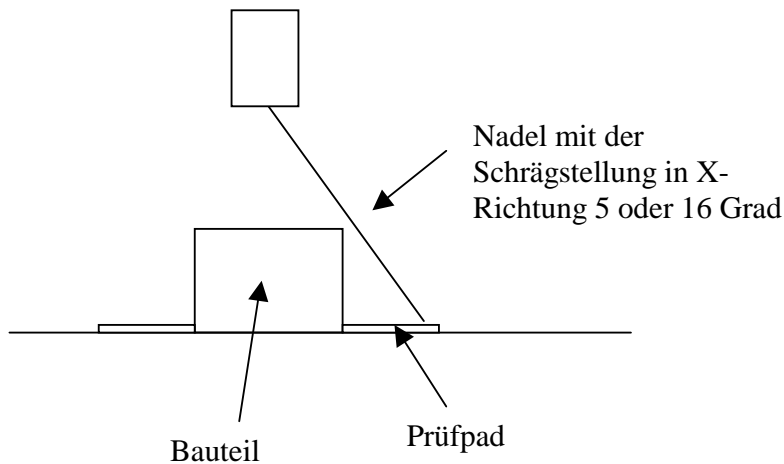 Nadel mit der
Schrägstellung in X-
Richtung 5 oder 16 Grad
Bauteil
Prüfpad